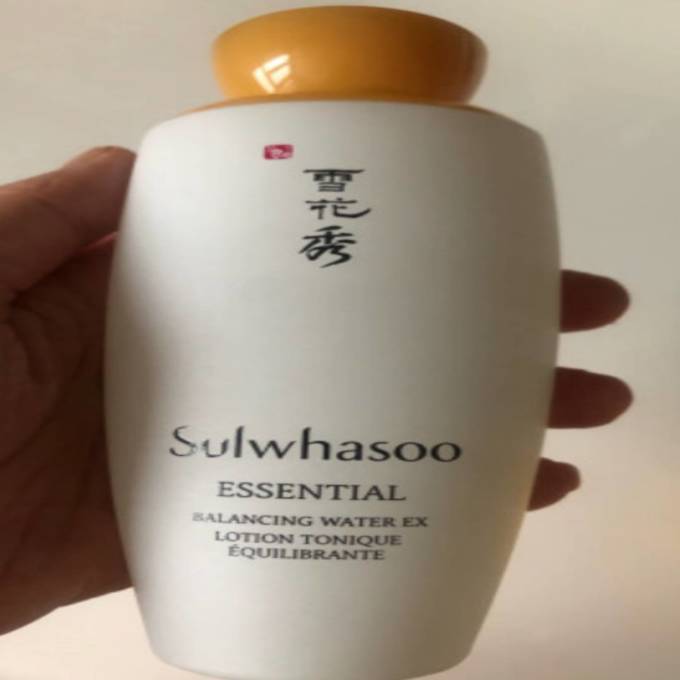 雪
花
秀
Sulwhasoo
ESSENTIAL
BALANCING WATER EX
LOTION TONIQUE
ÉQUILIBRANTE